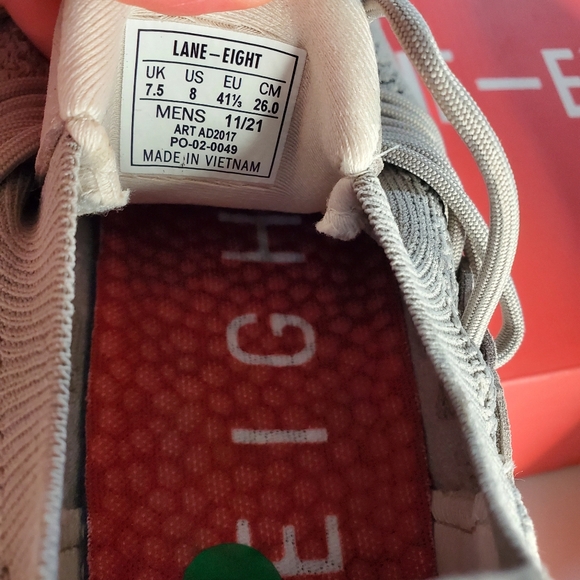 LANE-EIGHT
UK US EU CM
7.5 8 41⅓ 26.0
MENS 11/21
ART AD2017
PO-02-0049
MADE IN VIETNAM
E-E
EIGH